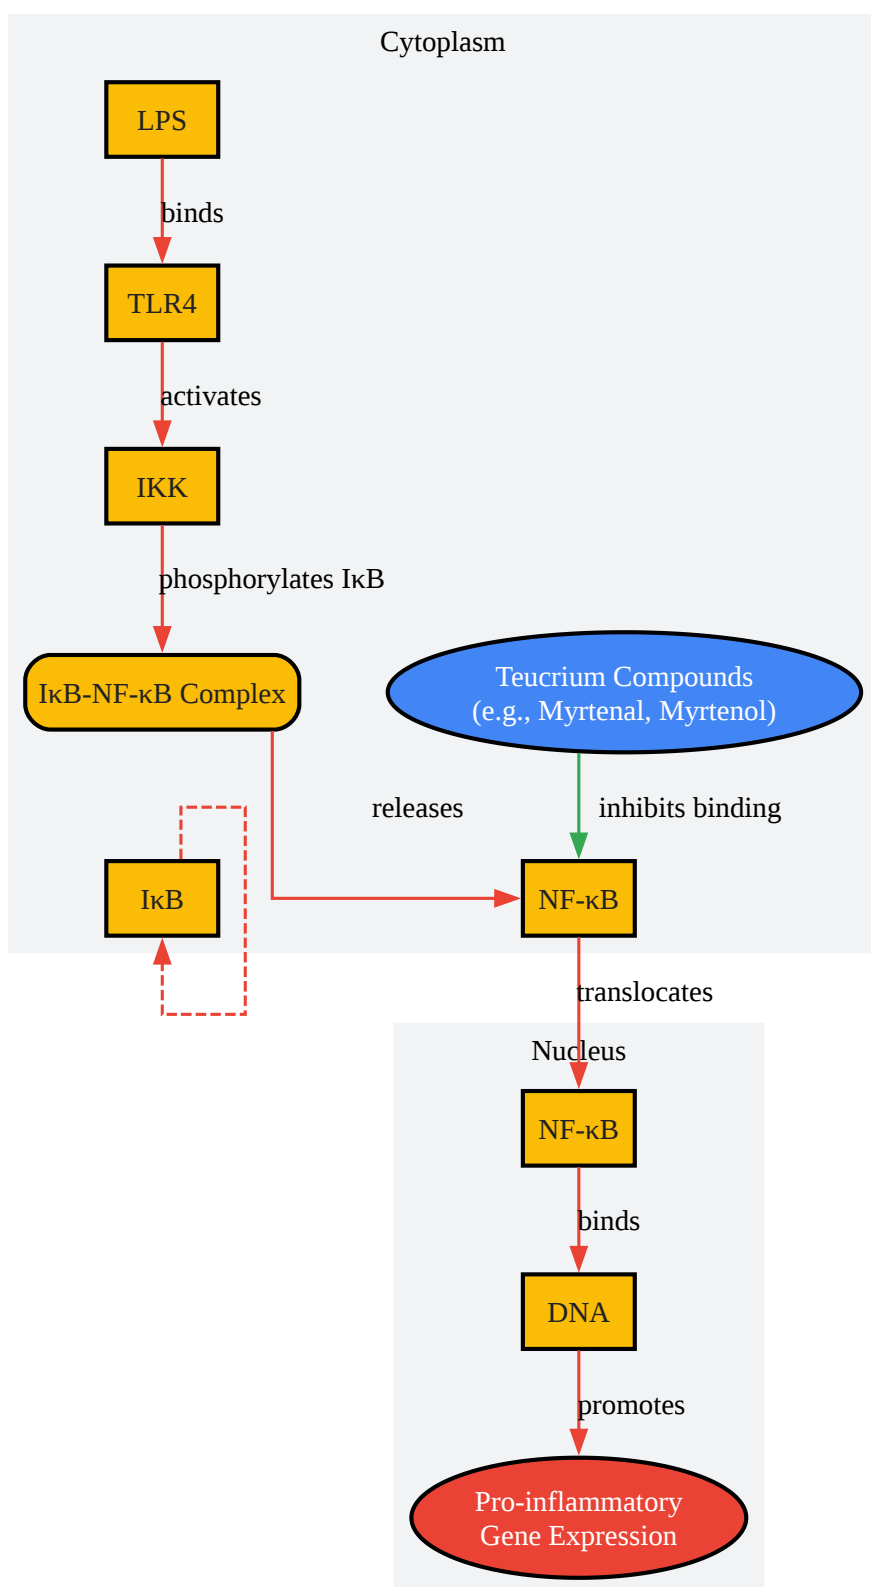 Cytoplasm
LPS
binds
TLR4
activates
IKK
phosphorylates IκB
IκB-NF-κB Complex
Teucrium Compounds
(e.g., Myrtenal, Myrtenol)
releases
inhibits binding
IκB
NF-κB
translocates
Nucleus
NF-κB
binds
DNA
promotes
Pro-inflammatory
Gene Expression